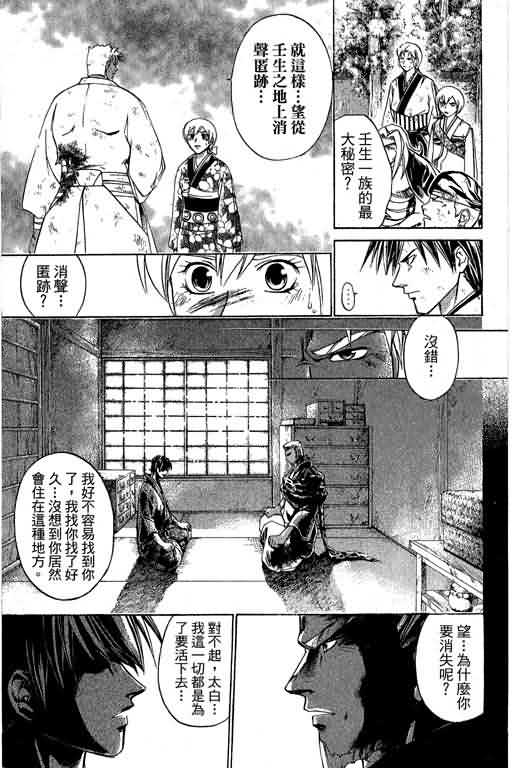 壬生一族的最
大秘密？
就這樣…望從
壬生之地上消
聲匿跡…
……
消聲…
匿跡？
沒錯…
我好不容易找到你
了，我找你找了好
久…沒想到你居然
會住在這種地方。
望…為什麼你
要消失呢？
對不起，太白…
我這一切都是為
了要活下去…